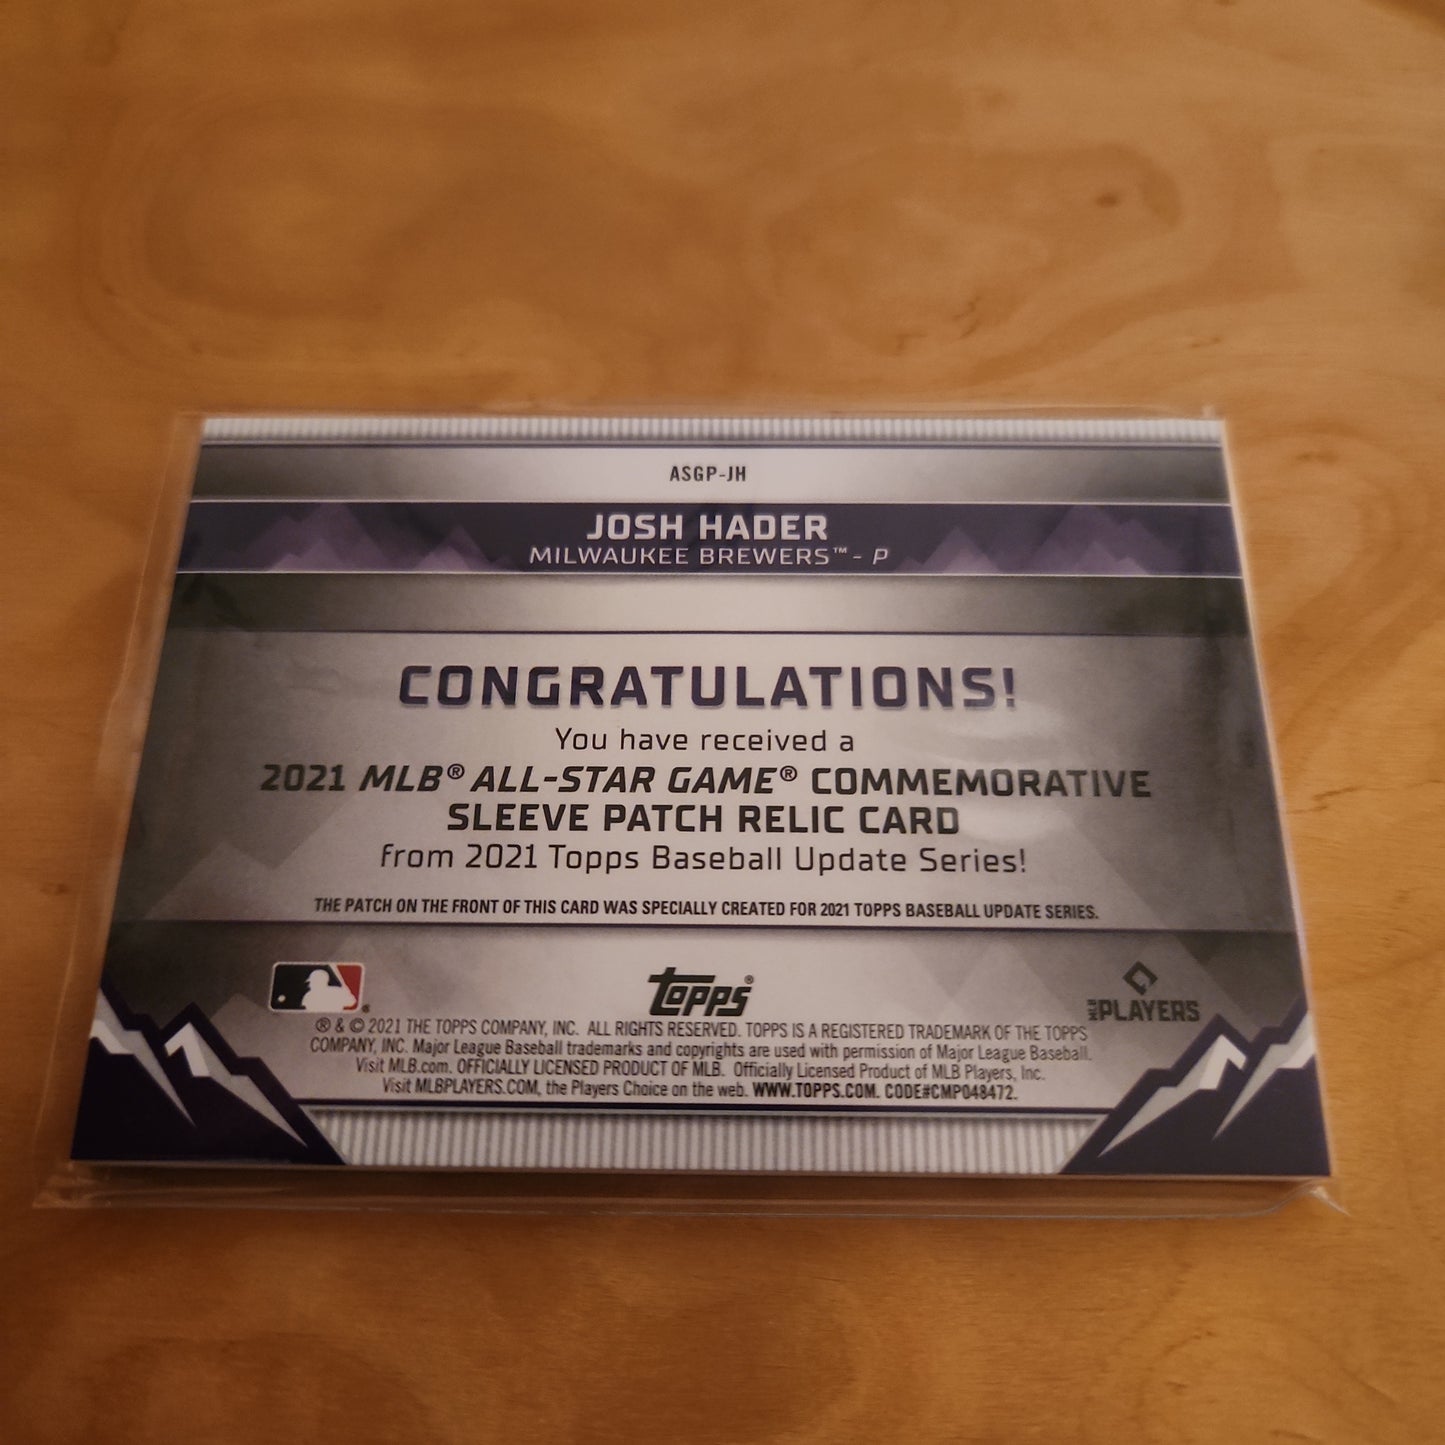 ASGP-JH
JOSH HADER
MILWAUKEE BREWERS™ - P
CONGRATULATIONS!
You have received a
2021 MLB® ALL-STAR GAME® COMMEMORATIVE
SLEEVE PATCH RELIC CARD
from 2021 Topps Baseball Update Series!
THE PATCH ON THE FRONT OF THIS CARD WAS SPECIALLY CREATED FOR 2021 TOPPS BASEBALL UPDATE SERIES.
topps®
MLB PLAYERS
® & © 2021 THE TOPPS COMPANY, INC. ALL RIGHTS RESERVED. TOPPS IS A REGISTERED TRADEMARK OF THE TOPPS
COMPANY, INC. Major League Baseball trademarks and copyrights are used with permission of Major League Baseball.
Visit MLB.com. OFFICIALLY LICENSED PRODUCT OF MLB. Officially Licensed Product of MLB Players, Inc.
Visit MLBPLAYERS.COM, the Players Choice on the web. WWW.TOPPS.COM. CODE#CMP048472.